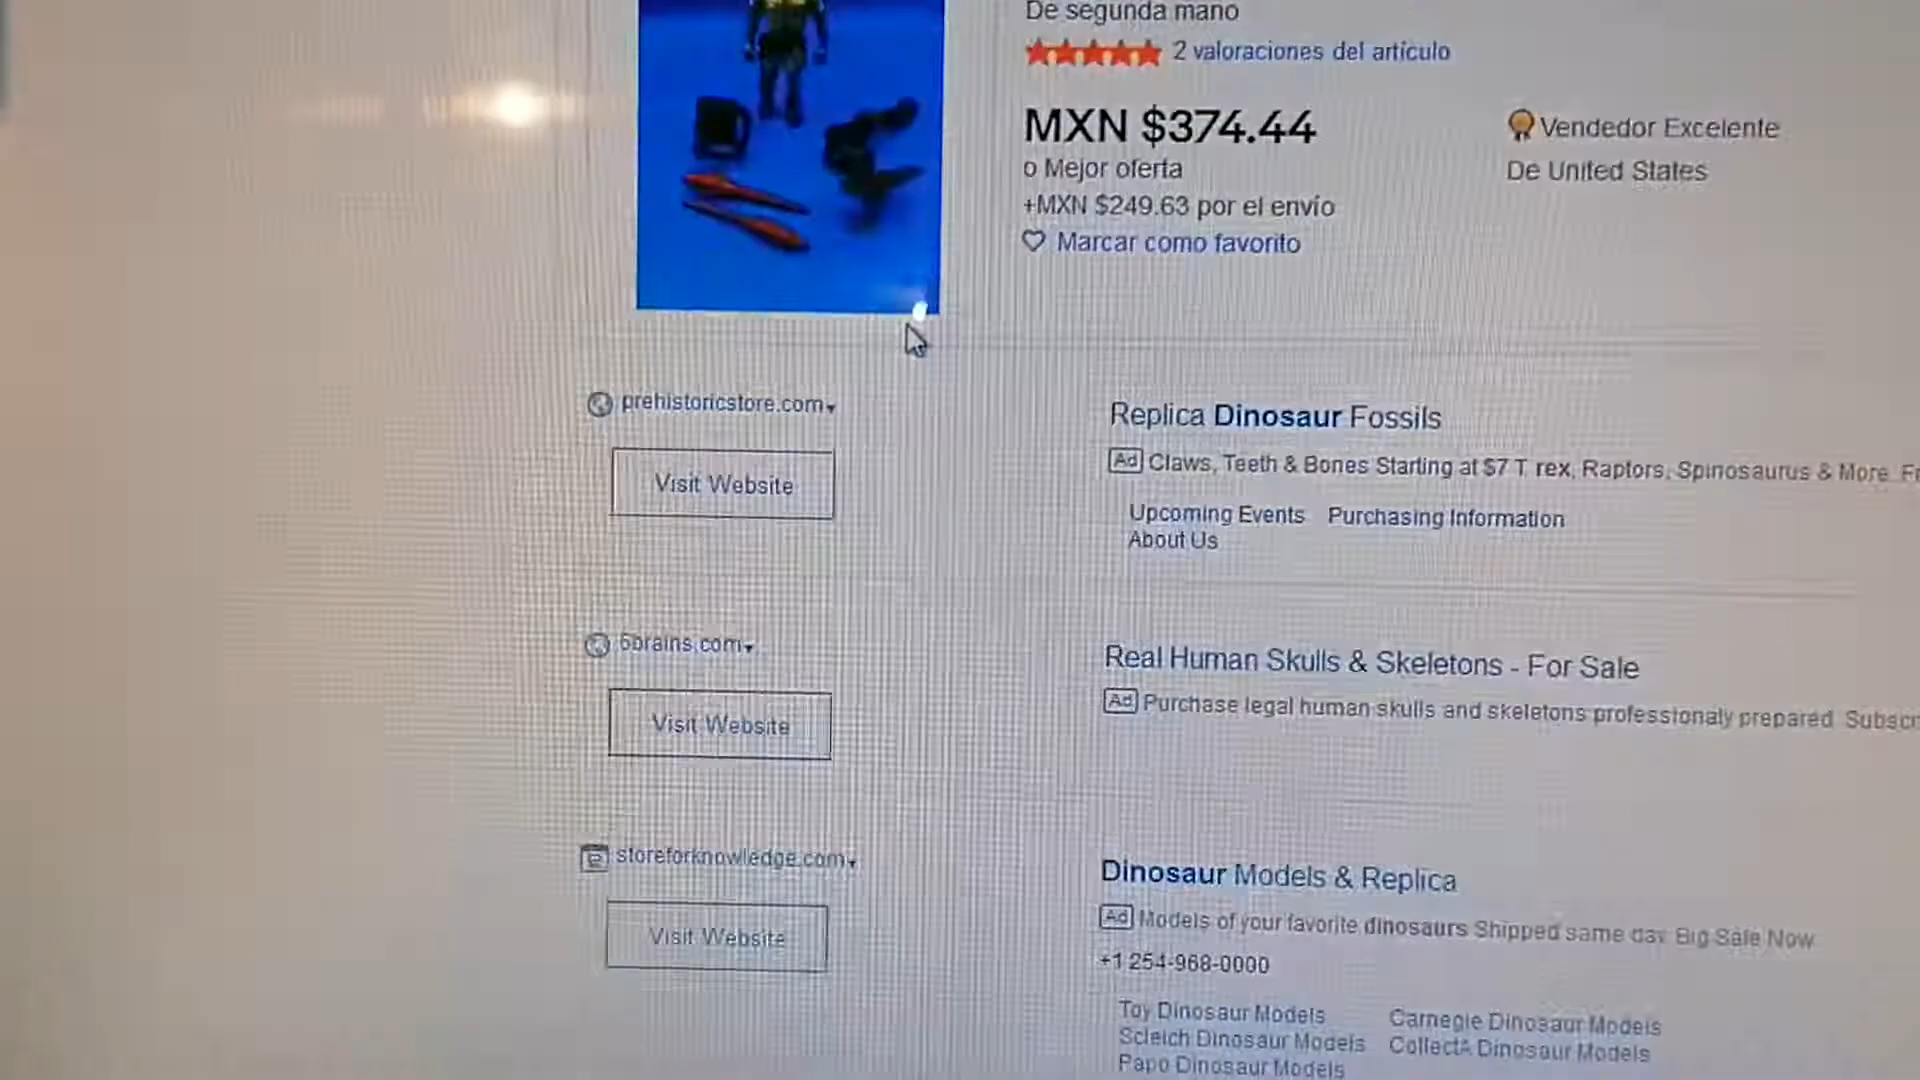 De segunda mano
2 valoraciones del artículo
MXN $374.44
Vendedor Excelente
o Mejor oferta
De United States
+MXN $249.63 por el envío
Marcar como favorito
prehistoricstore.com
Replica Dinosaur Fossils
Ad Claws, Teeth & Bones Starting at $7 T. rex, Raptors, Spinosaurus & More
Visit Website
Upcoming Events Purchasing Information
About Us
6brains.com
Real Human Skulls & Skeletons - For Sale
Ad Purchase legal human skulls and skeletons professionaly prepared
Visit Website
storeforknowledge.com
Dinosaur Models & Replica
Ad Models of your favorite dinosaurs Shipped same day. Big Sale Now
Visit Website
+1 254-968-0000
Toy Dinosaur Models Carnegie Dinosaur Models
Scleich Dinosaur Models CollectA Dinosaur Models
Papo Dinosaur Models